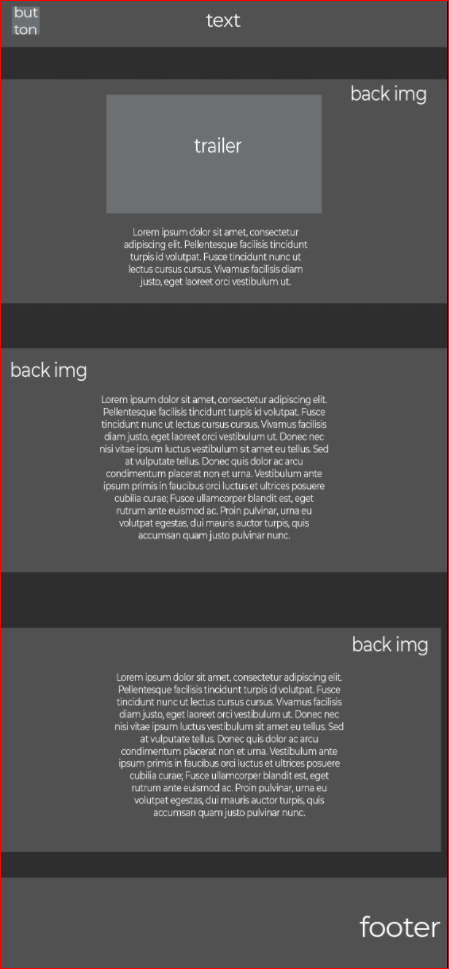 but
ton
text
back img
trailer
Lorem ipsum dolor sit amet, consectetur
adipiscing elit. Pellentesque facilisis tincidunt
turpis id volutpat. Fusce tincidunt nunc ut
lectus cursus cursus. Vivamus facilisis diam
justo, eget laoreet orci vestibulum ut.
back img
Lorem ipsum dolor sit amet, consectetur adipiscing elit.
Pellentesque facilisis tincidunt turpis id volutpat. Fusce
tincidunt nunc ut lectus cursus cursus. Vivamus facilisis
diam justo, eget laoreet orci vestibulum ut. Donec nec
nisi vitae ipsum luctus vestibulum sit amet eu tellus. Sed
at vulputate tellus. Donec quis dolor ac arcu
condimentum placerat non et urna. Vestibulum ante
ipsum primis in faucibus orci luctus et ultrices posuere
cubilia curae; Fusce ullamcorper blandit est, eget
rutrum ante euismod ac. Proin pulvinar, urna eu
volutpat egestas, dui mauris auctor turpis, quis
accumsan quam justo pulvinar nunc.
back img
Lorem ipsum dolor sit amet, consectetur adipiscing elit.
Pellentesque facilisis tincidunt turpis id volutpat. Fusce
tincidunt nunc ut lectus cursus cursus. Vivamus facilisis
diam justo, eget laoreet orci vestibulum ut. Donec nec
nisi vitae ipsum luctus vestibulum sit amet eu tellus. Sed
at vulputate tellus. Donec quis dolor ac arcu
condimentum placerat non et urna. Vestibulum ante
ipsum primis in faucibus orci luctus et ultrices posuere
cubilia curae; Fusce ullamcorper blandit est, eget
rutrum ante euismod ac. Proin pulvinar, urna eu
volutpat egestas, dui mauris auctor turpis, quis
accumsan quam justo pulvinar nunc.
footer